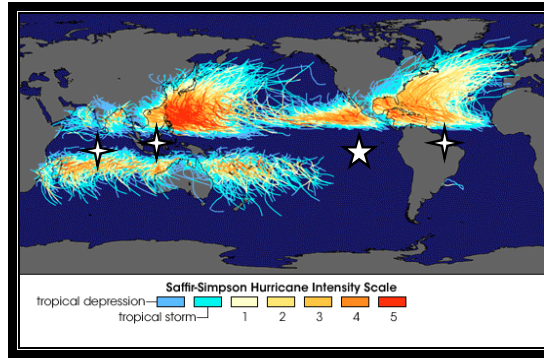 Saffir-Simpson Hurricane Intensity Scale
tropical depression
tropical storm 1 2 3 4 5